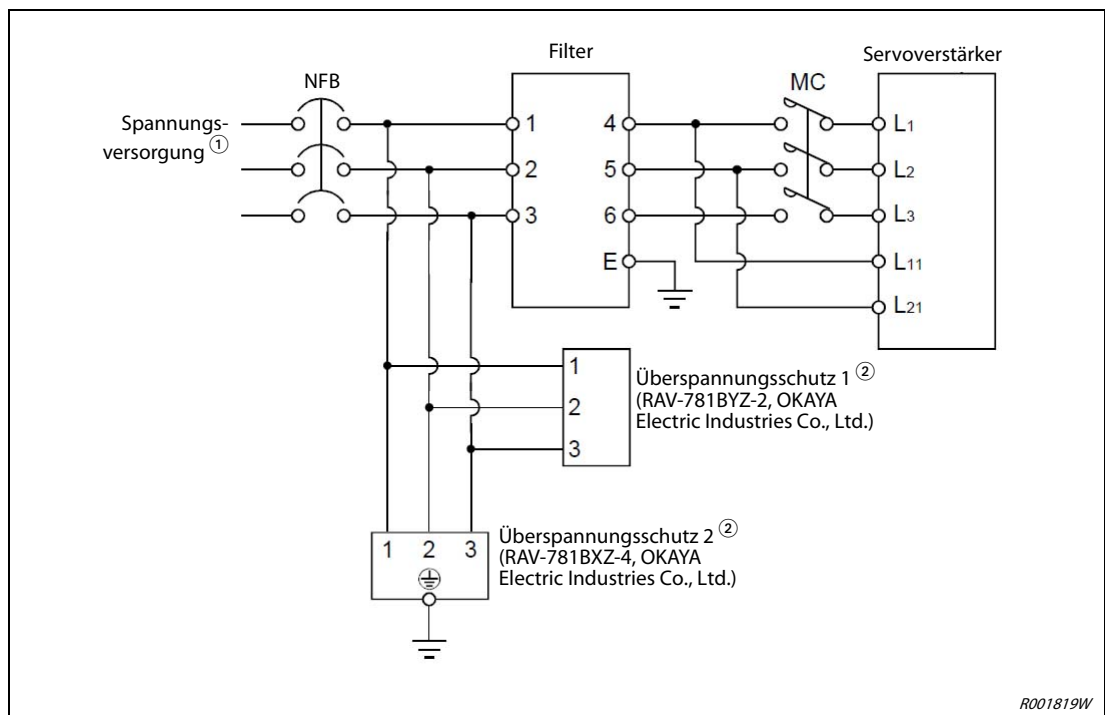 Filter
Servoverstärker
NFB
MC
Spannungs-
versorgung ①
1
4
L1
2
5
L2
3
6
L3
E
L11
L21
1
2
3
Überspannungsschutz 1 ②
(RAV-781BYZ-2, OKAYA
Electric Industries Co., Ltd.)
1 2 3
Überspannungsschutz 2 ②
(RAV-781BXZ-4, OKAYA
Electric Industries Co., Ltd.)
R001819W